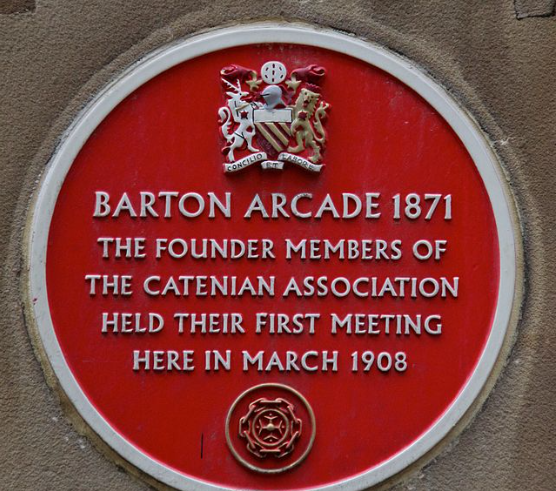 CONCILIO ET LABORE
BARTON ARCADE 1871
THE FOUNDER MEMBERS OF
THE CATENIAN ASSOCIATION
HELD THEIR FIRST MEETING
HERE IN MARCH 1908